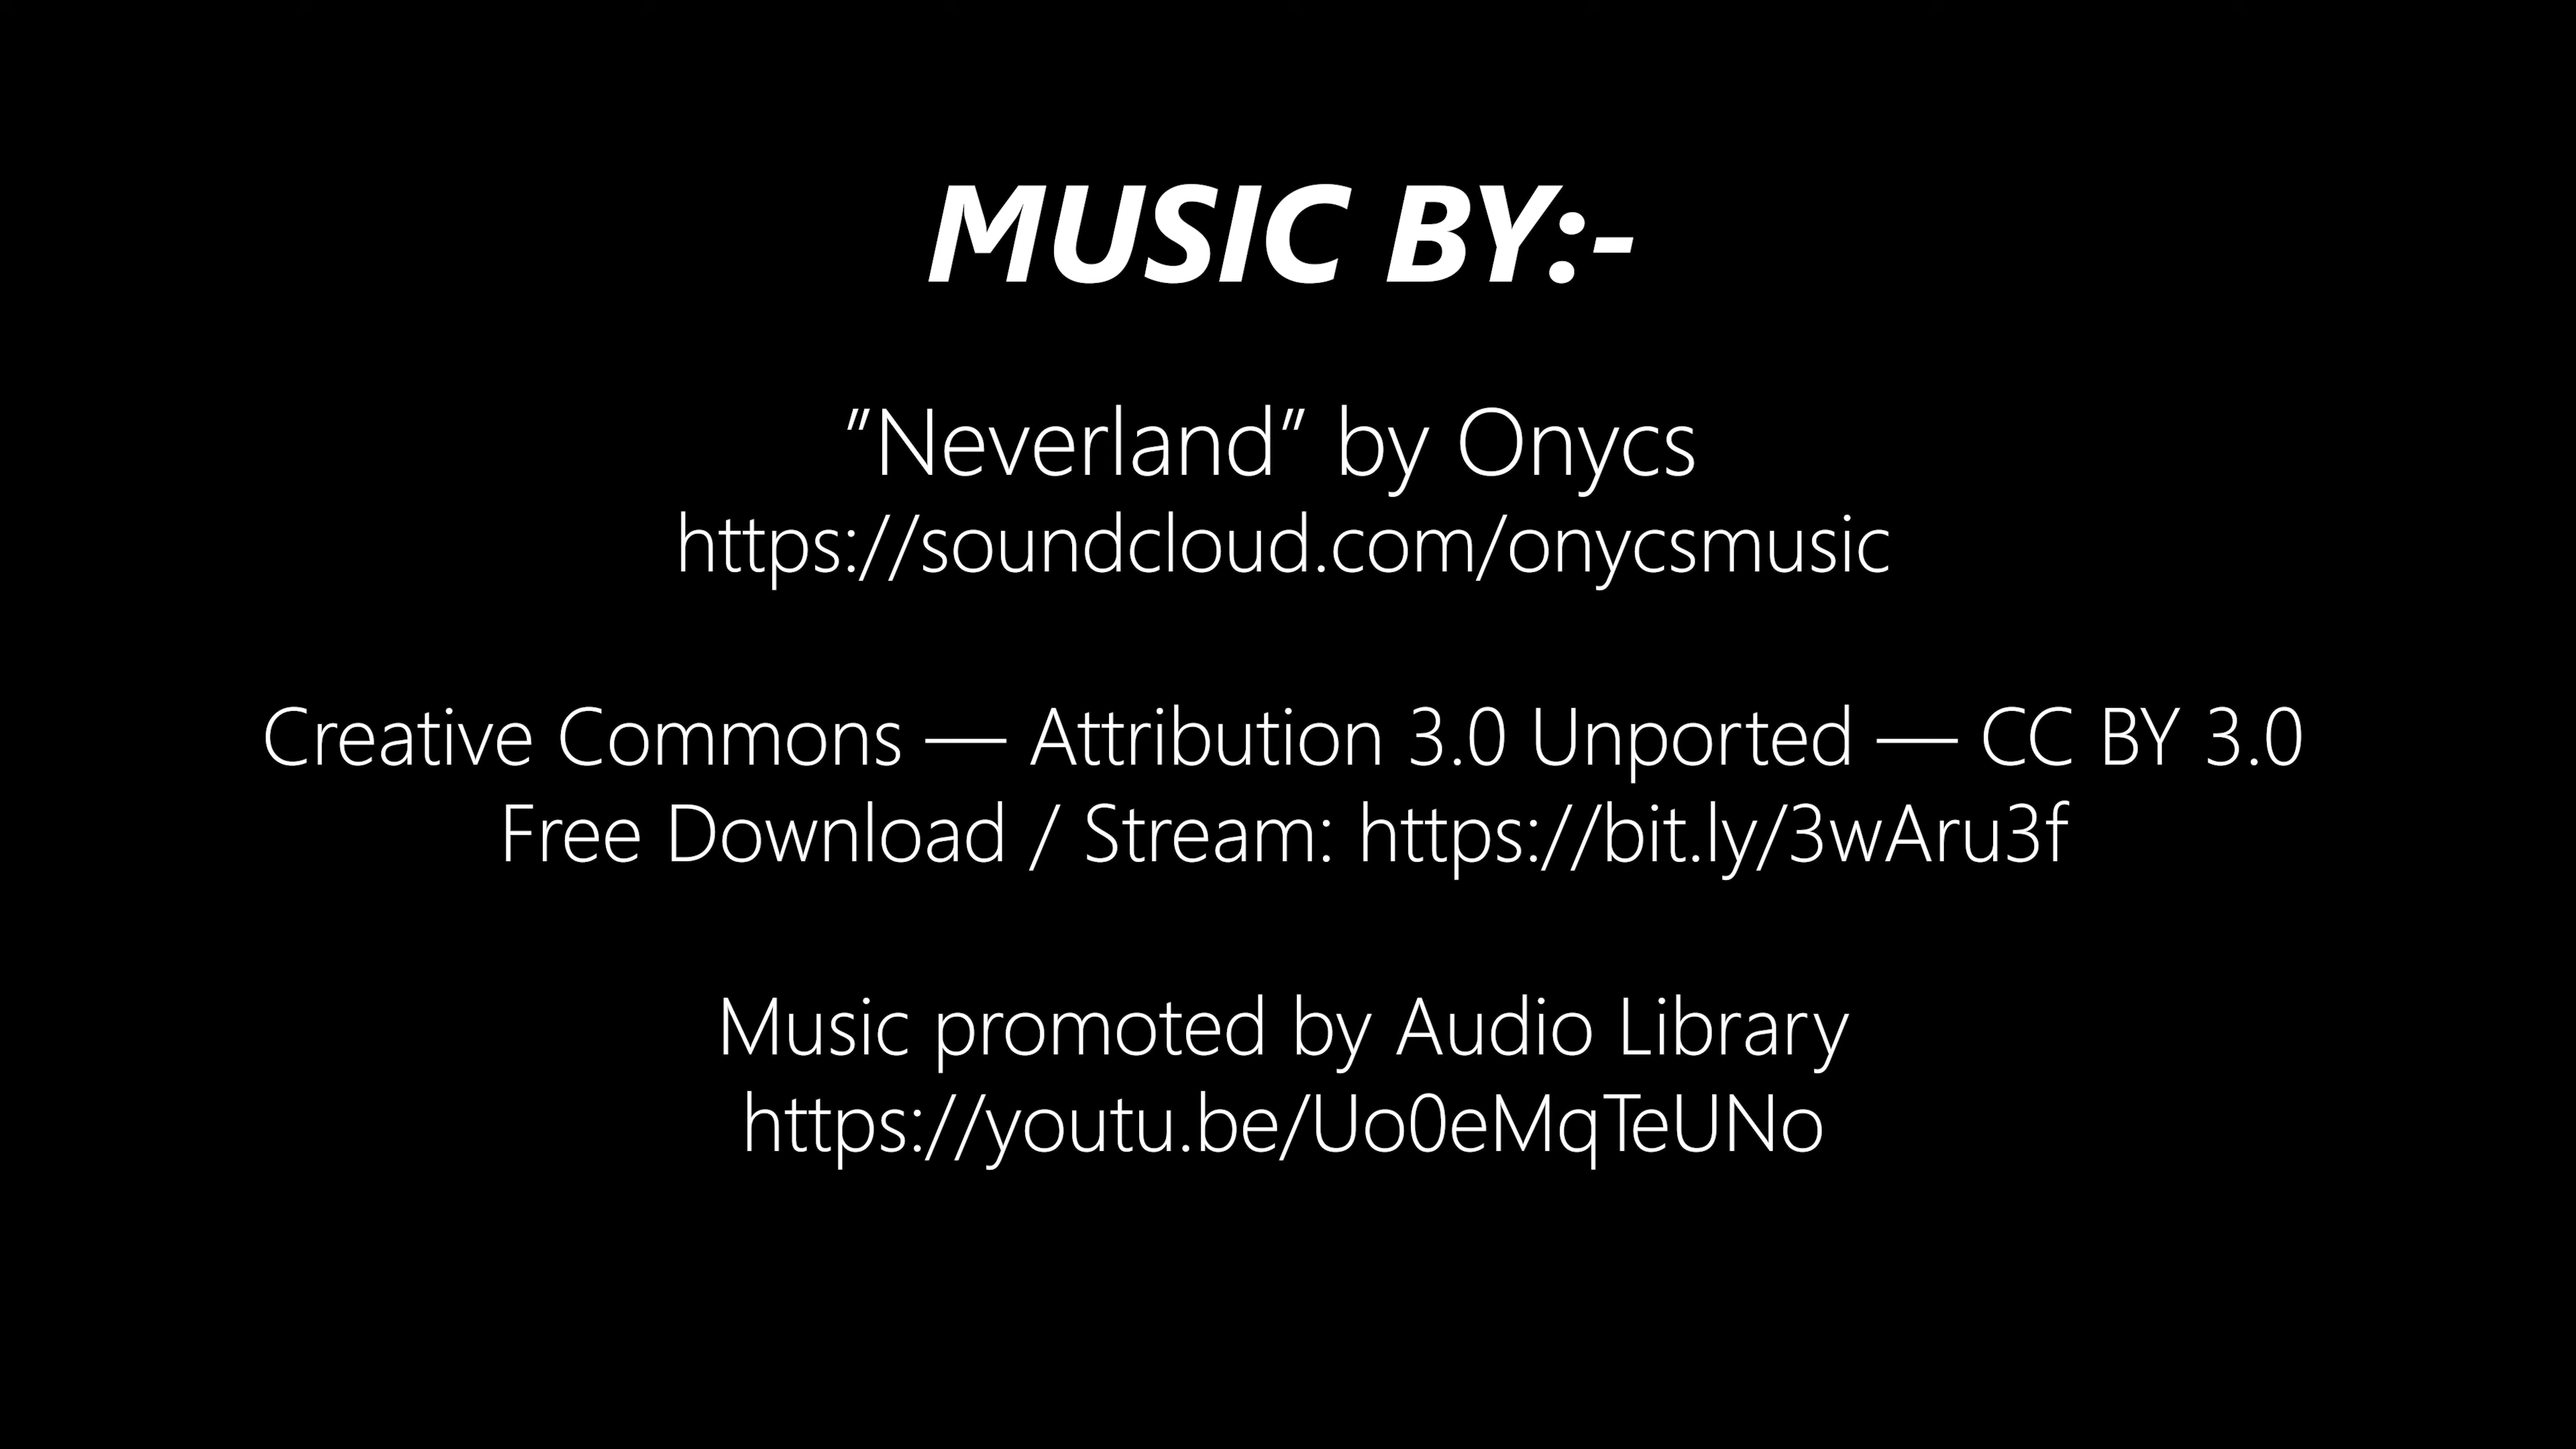 MUSIC BY:-
"Neverland" by Onycs
https://soundcloud.com/onycsmusic
Creative Commons — Attribution 3.0 Unported — CC BY 3.0
Free Download / Stream: https://bit.ly/3wAru3f
Music promoted by Audio Library
https://youtu.be/Uo0eMqTeUNo